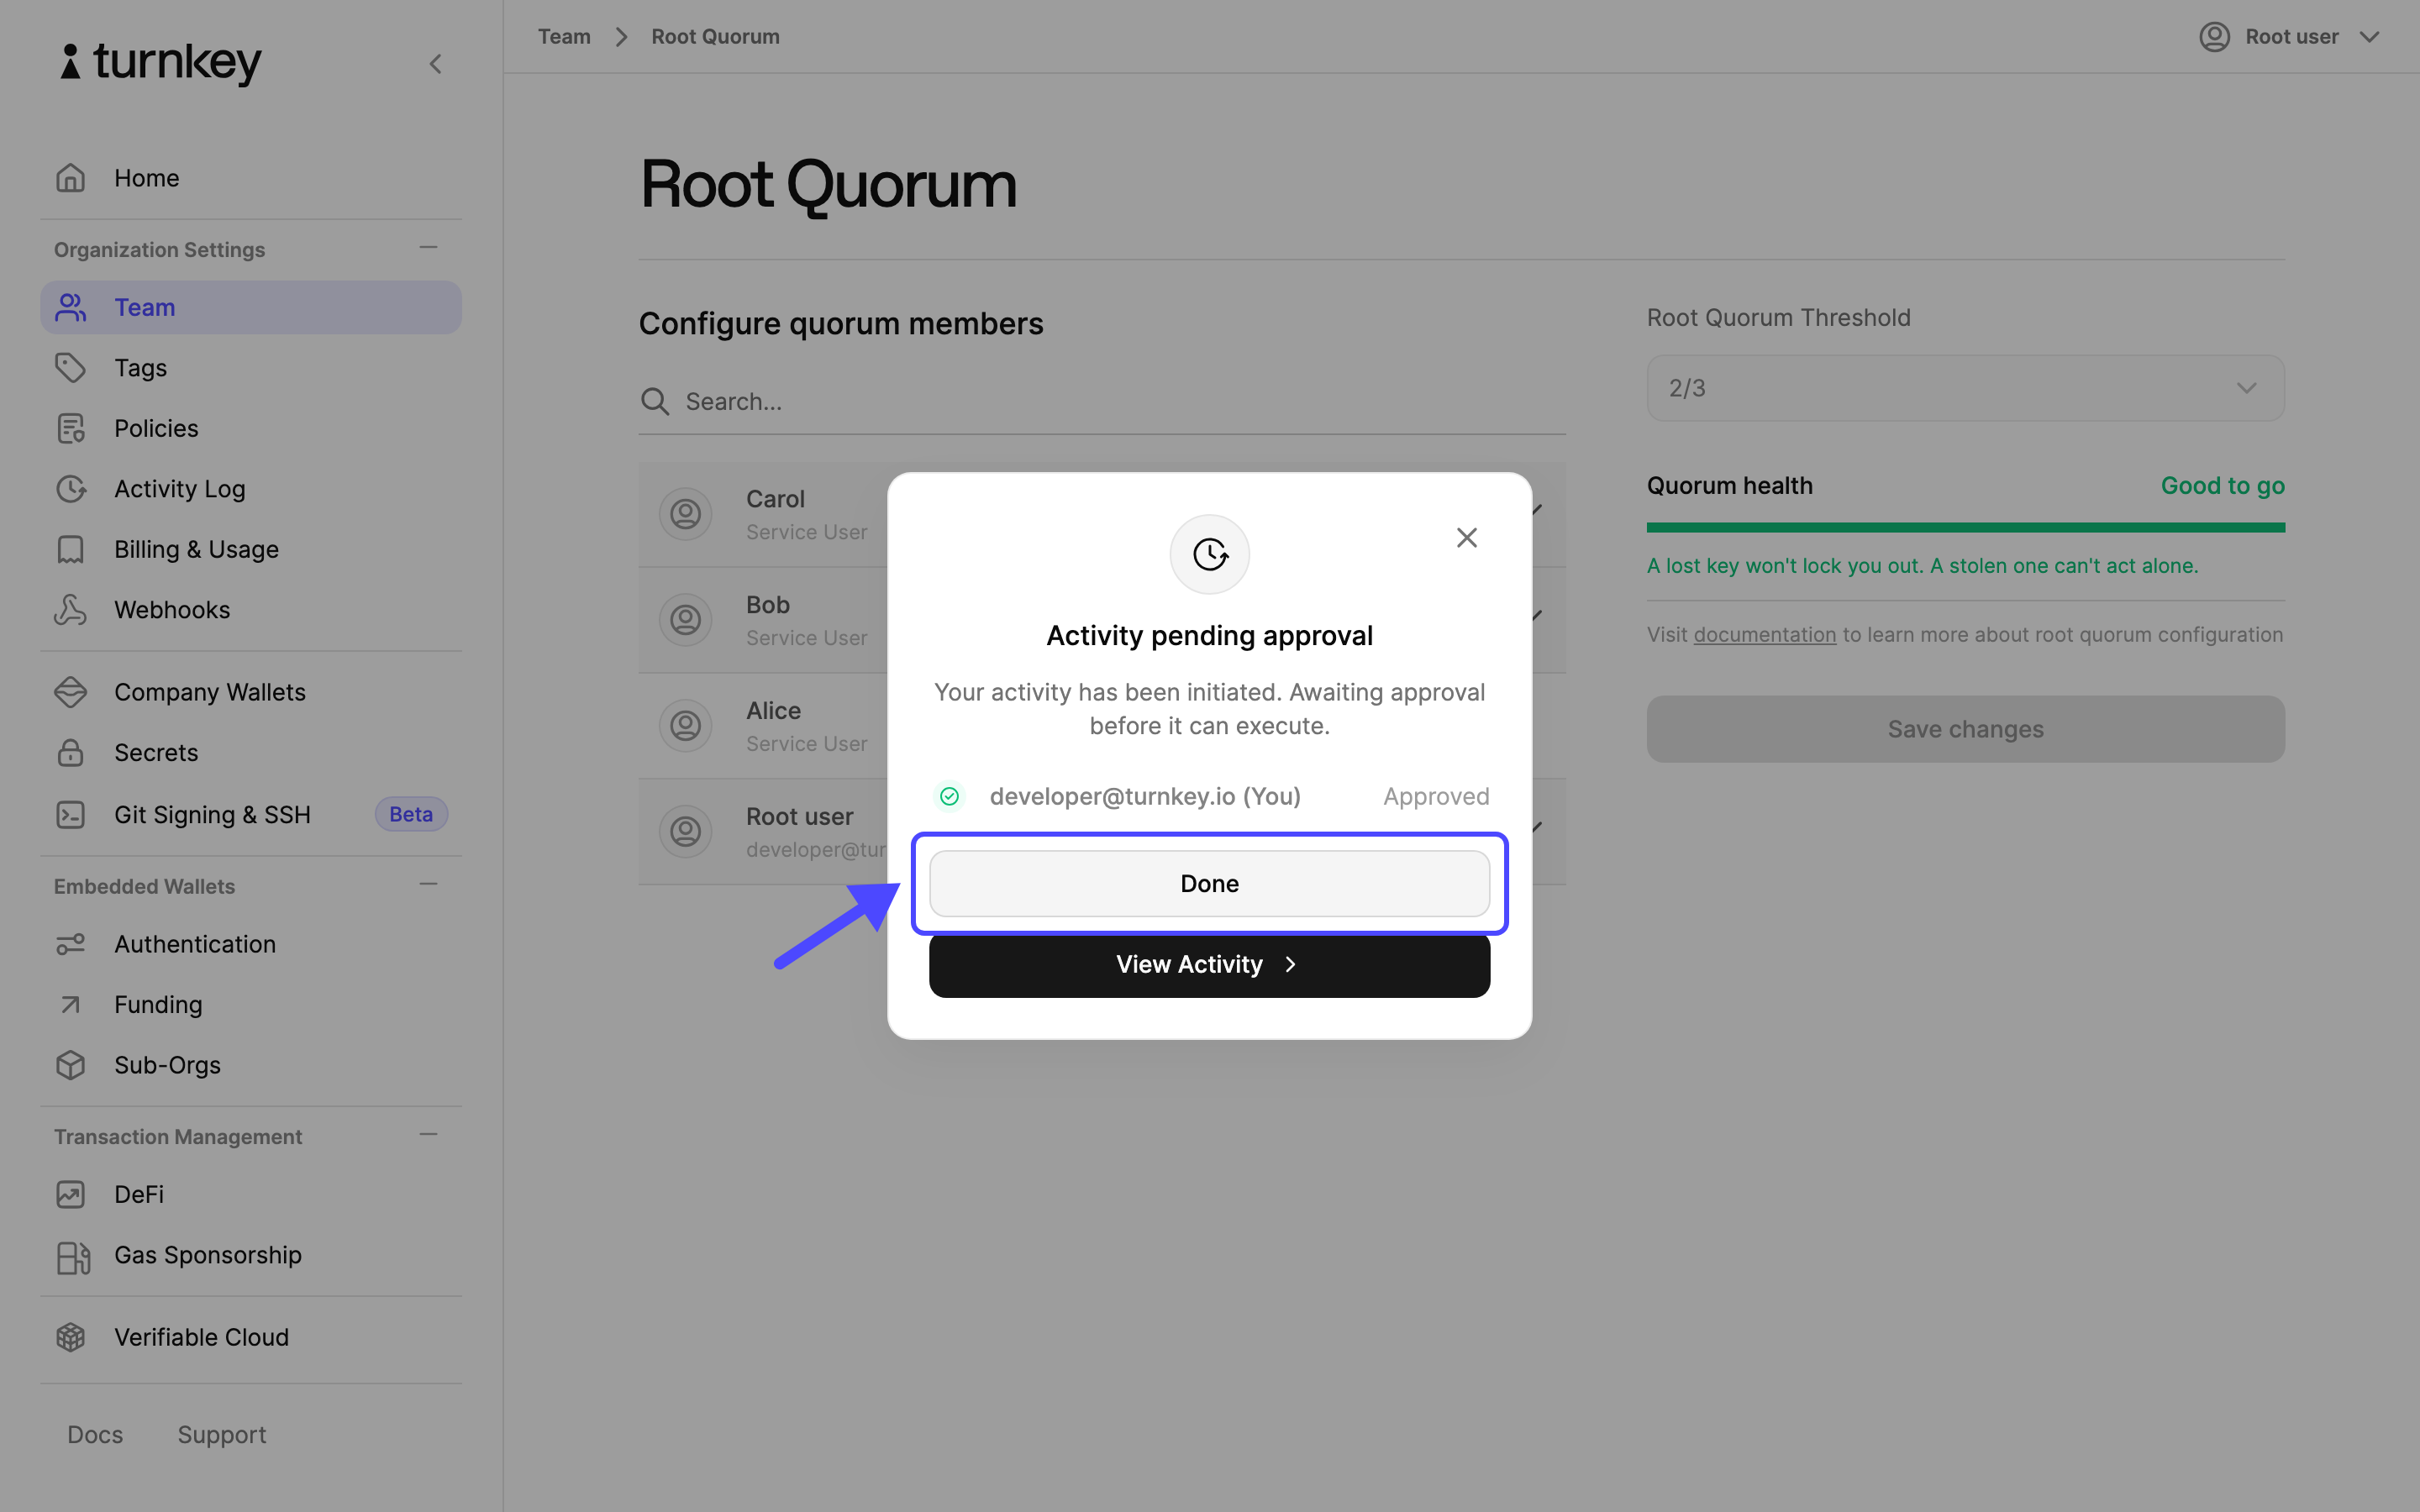 turnkey
Home
Organization Settings
Team
Tags
Policies
Activity Log
Billing & Usage
Webhooks
Company Wallets
Secrets
Git Signing & SSH
Beta
Embedded Wallets
Authentication
Funding
Sub-Orgs
Transaction Management
DeFi
Gas Sponsorship
Verifiable Cloud
Docs
Support
Team
Root Quorum
Root user
Root Quorum
Configure quorum members
Search...
Carol
Service User
Bob
Service User
Alice
Service User
Root user
developer@tur
Activity pending approval
Your activity has been initiated. Awaiting approval
before it can execute.
developer@turnkey.io (You)
Approved
Done
View Activity
Root Quorum Threshold
2/3
Quorum health
Good to go
A lost key won't lock you out. A stolen one can't act alone.
Visit documentation to learn more about root quorum configuration
Save changes